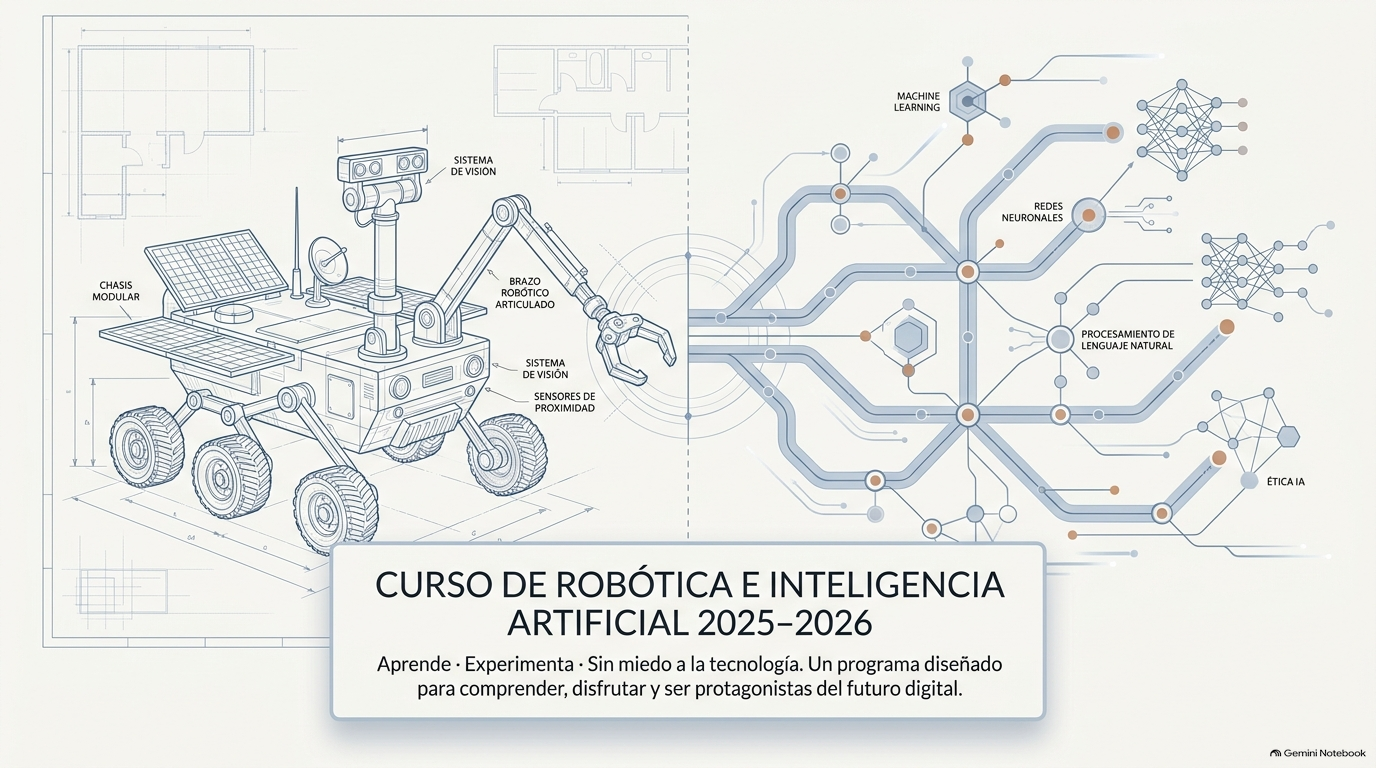 SISTEMA
DE VISIÓN
CHASIS
MODULAR
BRAZO
ROBÓTICO
ARTICULADO
SISTEMA
DE VISIÓN
SENSORES DE
PROXIMIDAD
MACHINE
LEARNING
REDES
NEURONALES
PROCESAMIENTO DE
LENGUAJE NATURAL
ÉTICA IA
CURSO DE ROBÓTICA E INTELIGENCIA
ARTIFICIAL 2025–2026
Aprende · Experimenta · Sin miedo a la tecnología. Un programa diseñado
para comprender, disfrutar y ser protagonistas del futuro digital.
Gemini Notebook